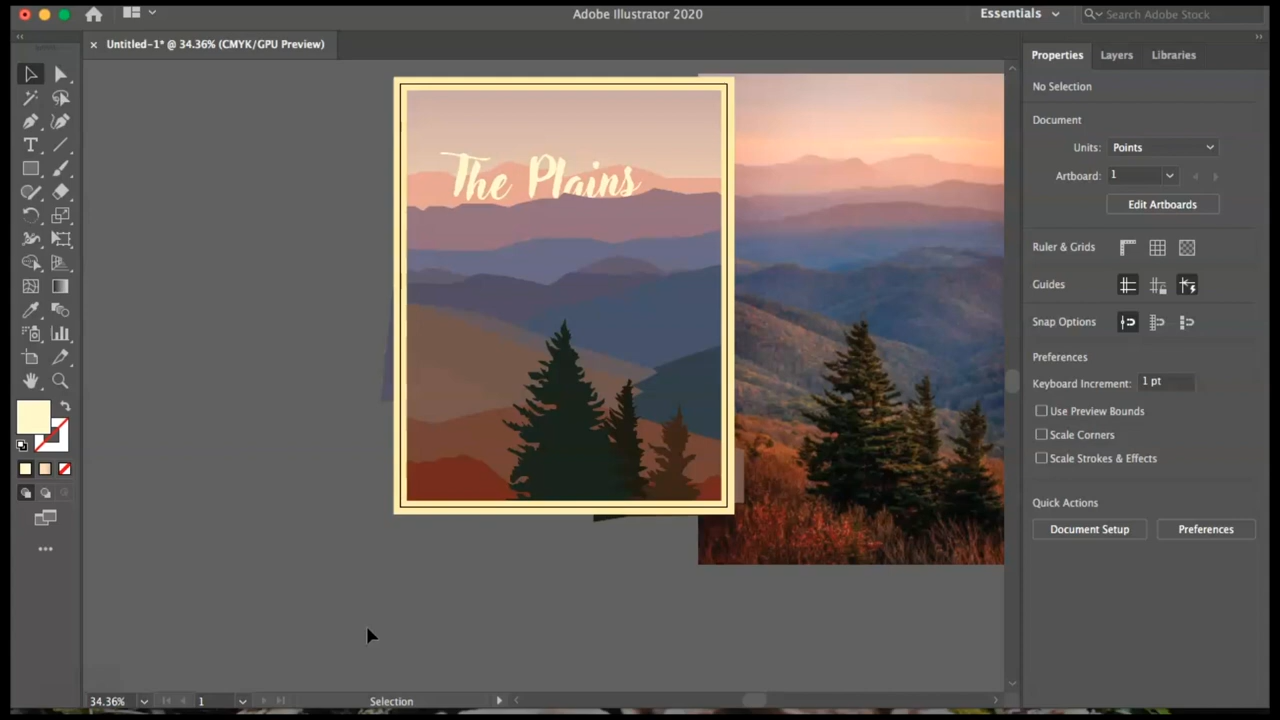 Adobe Illustrator 2020
Essentials
Search Adobe Stock
Untitled-1* @ 34.36% (CMYK/GPU Preview)
Properties Layers Libraries
No Selection
Document
Units: Points
Artboard: 1
Edit Artboards
Ruler & Grids
Guides
Snap Options
Preferences
Keyboard Increment: 1 pt
Use Preview Bounds
Scale Corners
Scale Strokes & Effects
Quick Actions
Document Setup Preferences
The Plains
34.36% 1 Selection